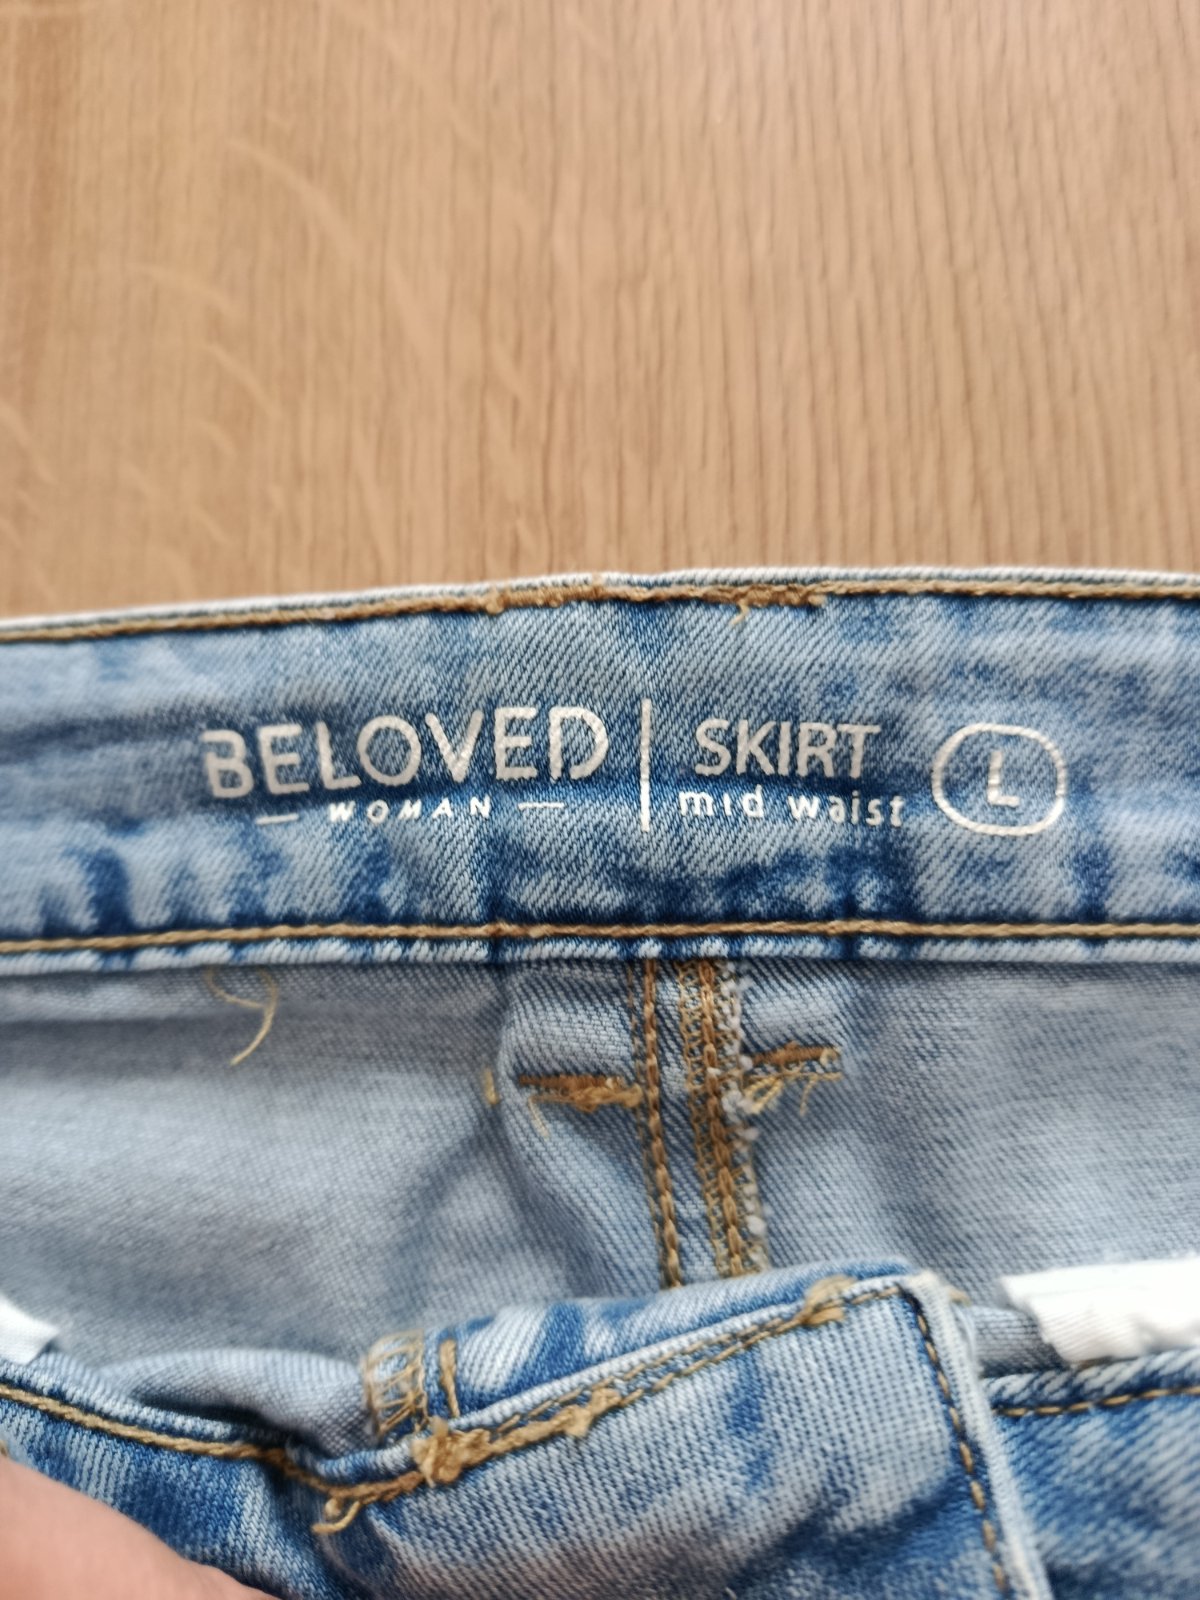 BELOVED
WOMAN
SKIRT
mid waist
L